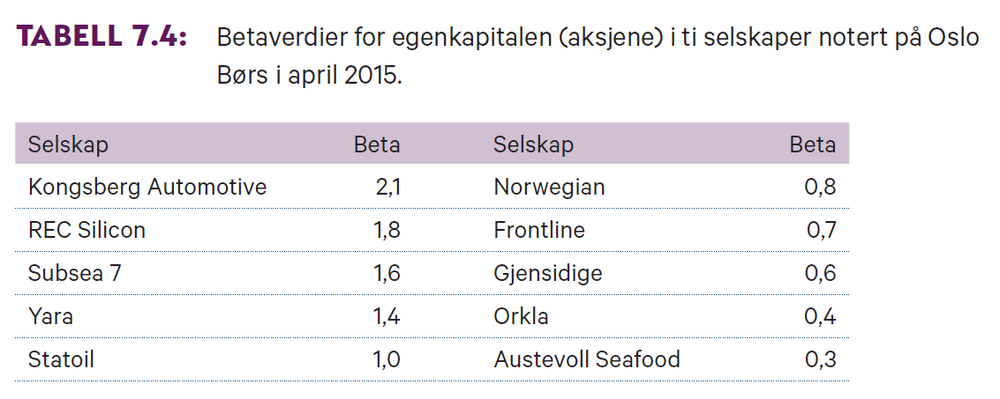 TABELL 7.4: Betaverdier for egenkapitalen (aksjene) i ti selskaper notert på Oslo
Børs i april 2015.
Selskap Beta Selskap Beta
Kongsberg Automotive 2,1 Norwegian 0,8
REC Silicon 1,8 Frontline 0,7
Subsea 7 1,6 Gjensidige 0,6
Yara 1,4 Orkla 0,4
Statoil 1,0 Austevoll Seafood 0,3